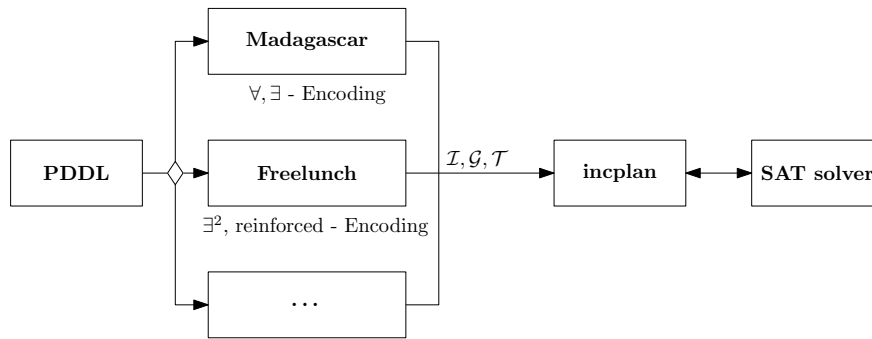 Madagascar
∀, ∃ - Encoding
PDDL
Freelunch
ℐ, 𝒢, 𝒯
incplan
SAT solver
∃², reinforced - Encoding
...